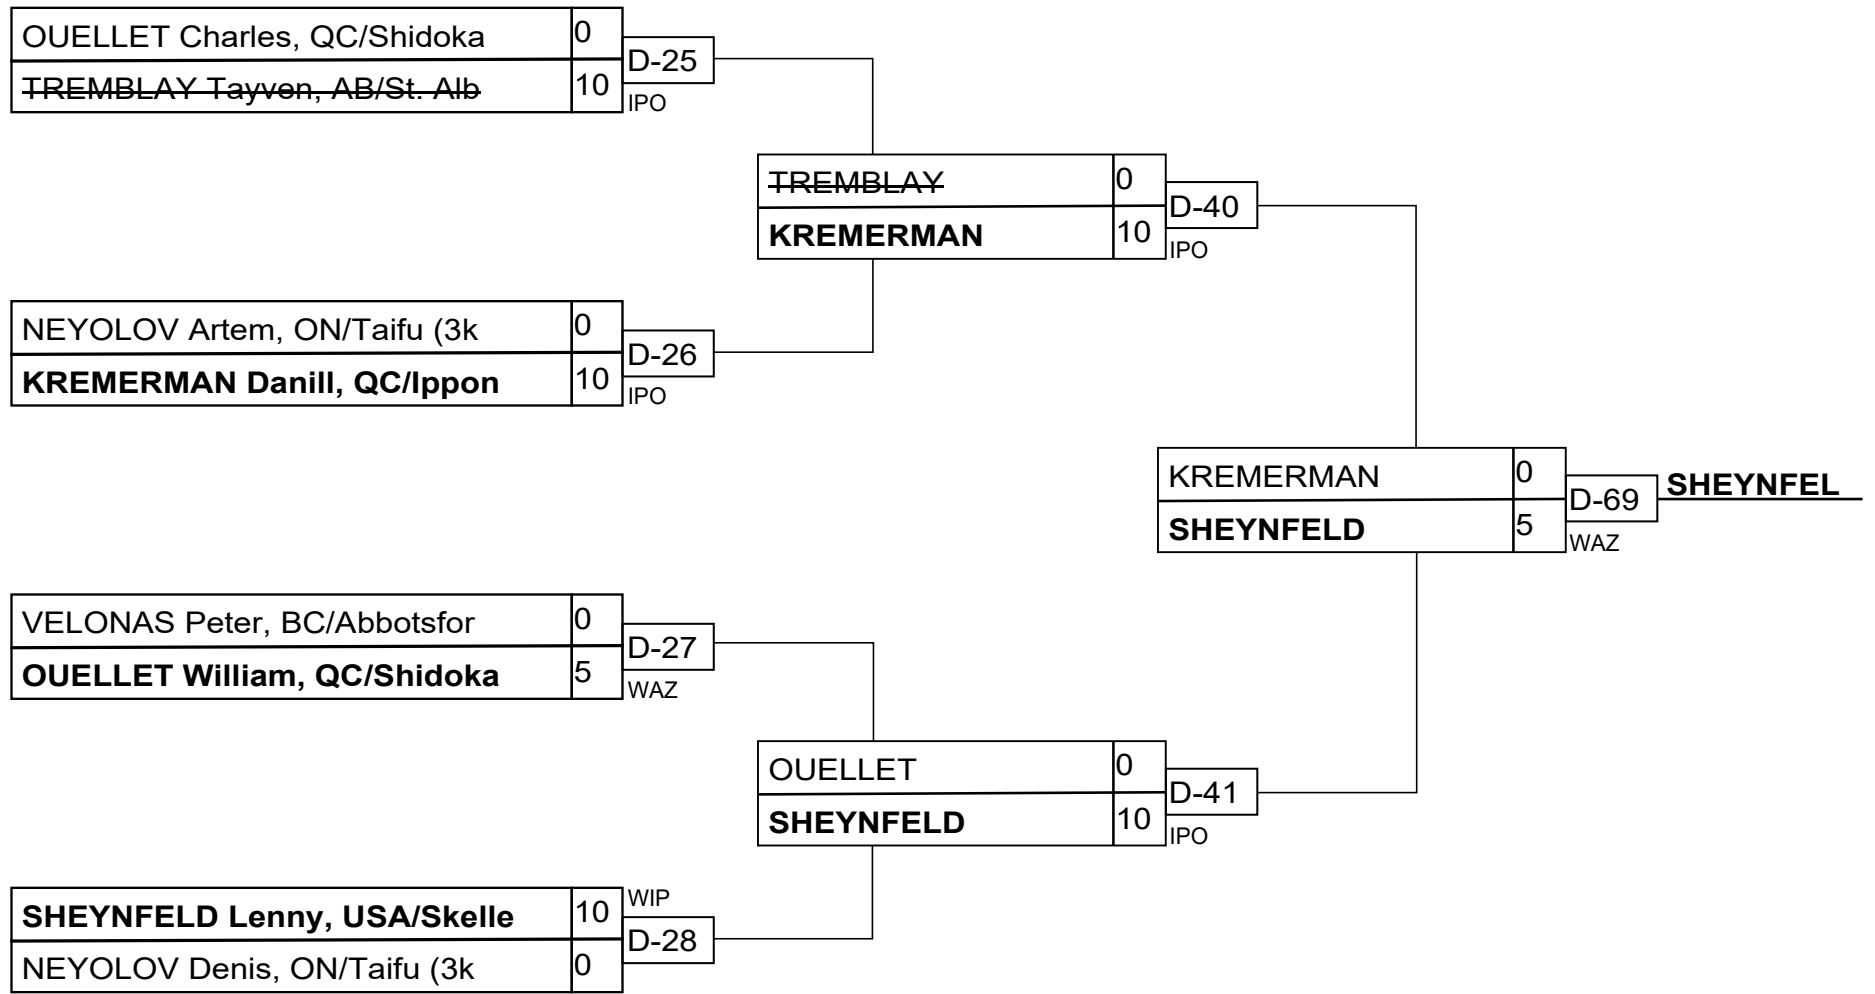 OUELLET Charles, QC/Shidoka 0
TREMBLAY Tayven, AB/St. Alb 10
D-25
IPO
TREMBLAY 0
KREMERMAN 10
D-40
IPO
NEYOLOV Artem, ON/Taifu (3k 0
KREMERMAN Danill, QC/Ippon 10
D-26
IPO
KREMERMAN 0
SHEYNFELD 5
D-69
WAZ
SHEYNFEL
VELONAS Peter, BC/Abbotsfor 0
OUELLET William, QC/Shidoka 5
D-27
WAZ
OUELLET 0
SHEYNFELD 10
D-41
IPO
SHEYNFELD Lenny, USA/Skelle 10
WIP
D-28
NEYOLOV Denis, ON/Taifu (3k 0